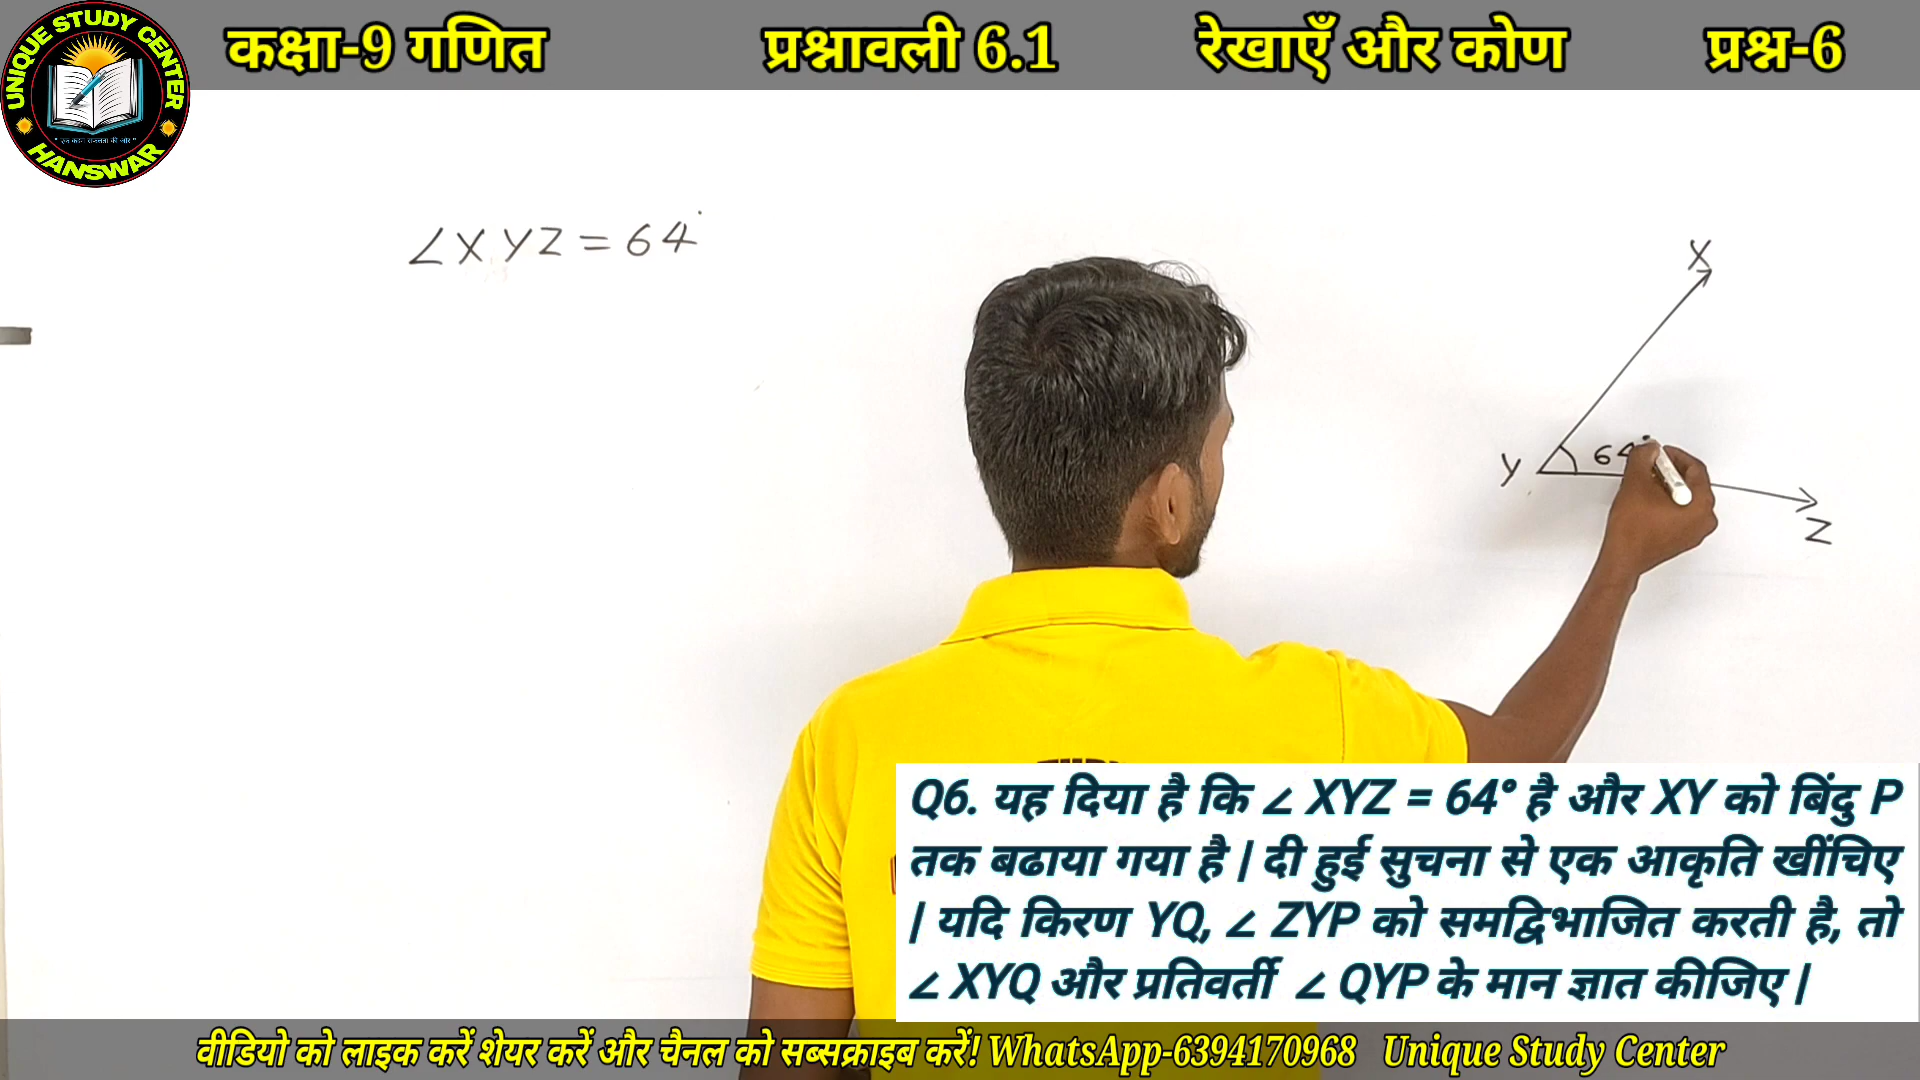 कक्षा-9 गणित प्रश्नावली 6.1 रेखाएँ और कोण प्रश्न-6
UNIQUE STUDY CENTER
HANSWAR
∠XYZ = 64°
X
Y 64°
Z
Q6. यह दिया है कि ∠ XYZ = 64° है और XY को बिंदु P
तक बढाया गया है | दी हुई सुचना से एक आकृति खींचिए
| यदि किरण YQ, ∠ ZYP को समद्विभाजित करती है, तो
∠ XYQ और प्रतिवर्ती ∠ QYP के मान ज्ञात कीजिए |
वीडियो को लाइक करें शेयर करें और चैनल को सब्सक्राइब करें! WhatsApp-6394170968 Unique Study Center